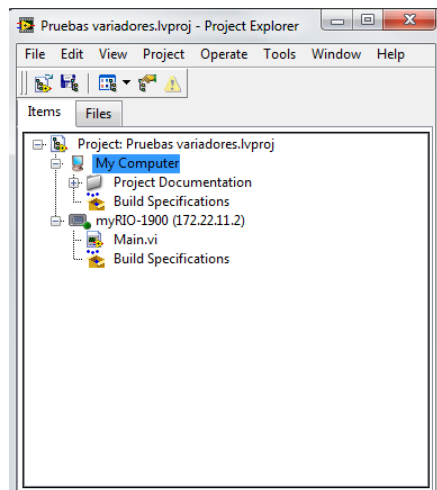 Pruebas variadores.lvproj - Project Explorer
File Edit View Project Operate Tools Window Help
Items Files
Project: Pruebas variadores.lvproj
My Computer
Project Documentation
Build Specifications
myRIO-1900 (172.22.11.2)
Main.vi
Build Specifications